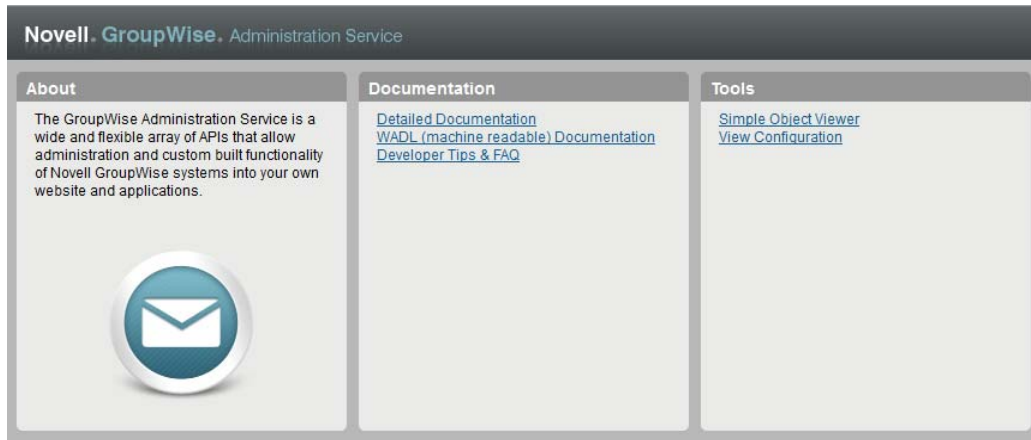 Novell. GroupWise. Administration Service
About
The GroupWise Administration Service is a
wide and flexible array of APIs that allow
administration and custom built functionality
of Novell GroupWise systems into your own
website and applications.
Documentation
Detailed Documentation
WADL (machine readable) Documentation
Developer Tips & FAQ
Tools
Simple Object Viewer
View Configuration